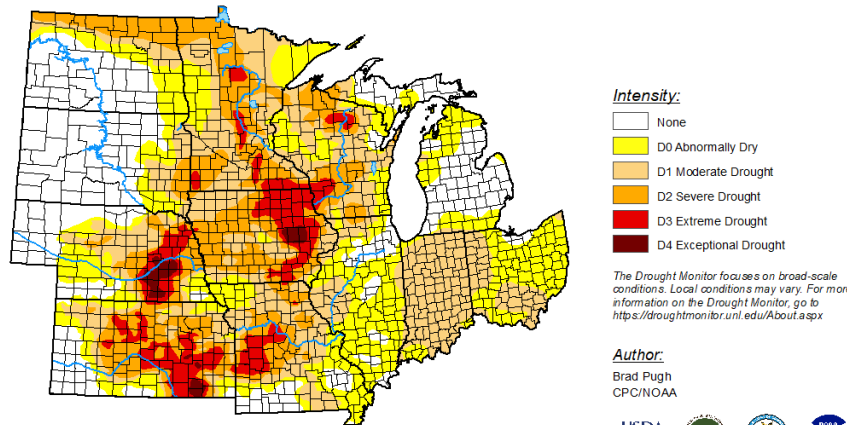 Intensity:
None
D0 Abnormally Dry
D1 Moderate Drought
D2 Severe Drought
D3 Extreme Drought
D4 Exceptional Drought
The Drought Monitor focuses on broad-scale
conditions. Local conditions may vary. For more
information on the Drought Monitor, go to
https://droughtmonitor.unl.edu/About.aspx
Author:
Brad Pugh
CPC/NOAA
USDA